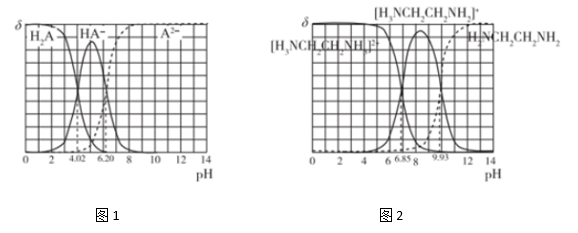 δ
H₂A
HA⁻
A²⁻
0 2 4.02 6.20 8 10 12 14
pH
图1
δ
[H₃NCH₂CH₂NH₂]⁺
[H₃NCH₂CH₂NH₃]²⁺
H₂NCH₂CH₂NH₂
0 2 4 6 6.85 8 9.93 12 14
pH
图2